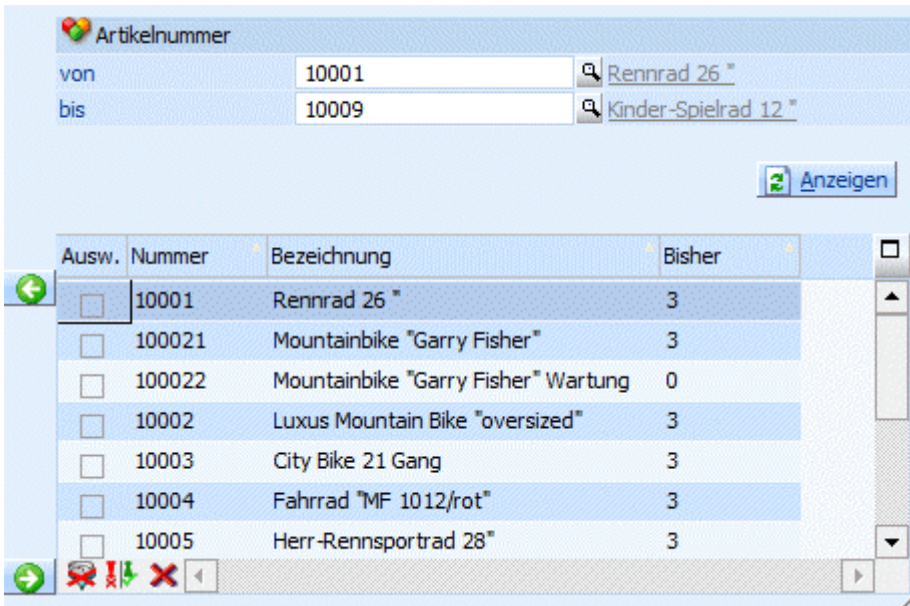 Artikelnummer
von 10001 Rennrad 26 "
bis 10009 Kinder-Spielrad 12 "
Anzeigen
Ausw. Nummer Bezeichnung Bisher
10001 Rennrad 26 " 3
100021 Mountainbike "Garry Fisher" 3
100022 Mountainbike "Garry Fisher" Wartung 0
10002 Luxus Mountain Bike "oversized" 3
10003 City Bike 21 Gang 3
10004 Fahrrad "MF 1012/rot" 3
10005 Herr-Rennsportrad 28" 3